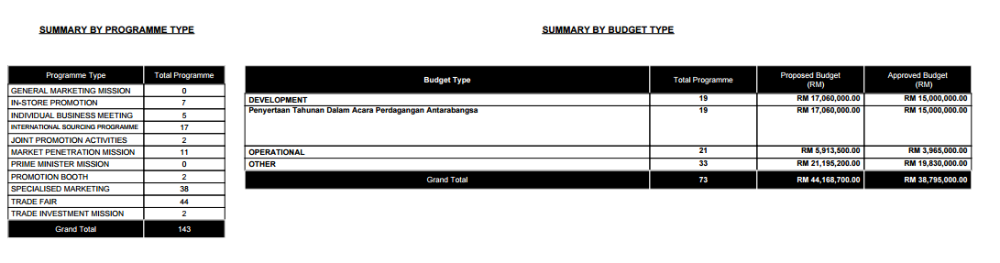 SUMMARY BY PROGRAMME TYPE
Programme Type Total Programme
GENERAL MARKETING MISSION 0
IN-STORE PROMOTION 7
INDIVIDUAL BUSINESS MEETING 5
INTERNATIONAL SOURCING PROGRAMME 17
JOINT PROMOTION ACTIVITIES 2
MARKET PENETRATION MISSION 11
PRIME MINISTER MISSION 0
PROMOTION BOOTH 2
SPECIALISED MARKETING 38
TRADE FAIR 44
TRADE INVESTMENT MISSION 2
Grand Total 143
SUMMARY BY BUDGET TYPE
Budget Type Total Programme Proposed Budget (RM) Approved Budget (RM)
DEVELOPMENT 19 RM 17,060,000.00 RM 15,000,000.00
Penyertaan Tahunan Dalam Acara Perdagangan Antarabangsa 19 RM 17,060,000.00 RM 15,000,000.00
OPERATIONAL 21 RM 5,913,500.00 RM 3,965,000.00
OTHER 33 RM 21,195,200.00 RM 19,830,000.00
Grand Total 73 RM 44,168,700.00 RM 38,795,000.00